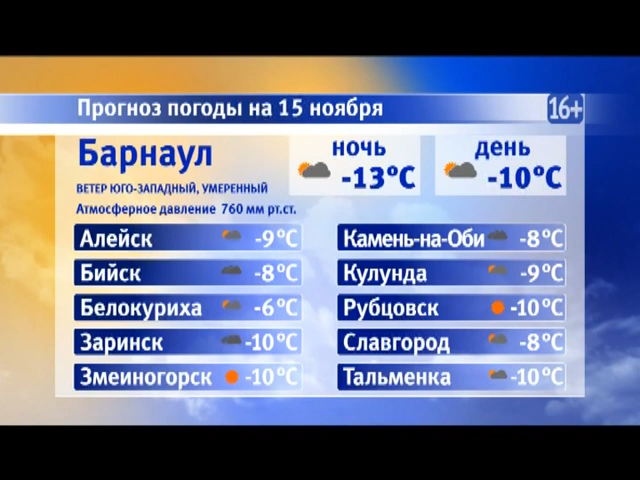 Прогноз погоды на 15 ноября
16+
Барнаул
ночь
-13°C
день
-10°C
ВЕТЕР ЮГО-ЗАПАДНЫЙ, УМЕРЕННЫЙ
Атмосферное давление 760 мм рт.ст.
Алейск -9°C
Камень-на-Оби -8°C
Бийск -8°C
Кулунда -9°C
Белокуриха -6°C
Рубцовск -10°C
Заринск -10°C
Славгород -8°C
Змеиногорск -10°C
Тальменка -10°C